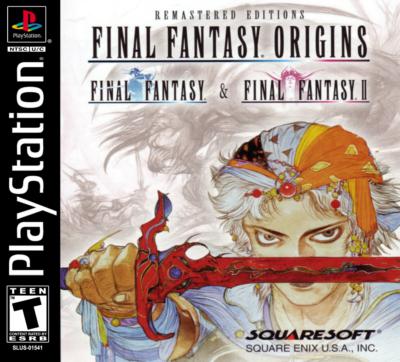 PlayStation
NTSC U/C
PlayStation
REMASTERED EDITIONS
FINAL FANTASY ORIGINS
FINAL FANTASY & FINAL FANTASY II
TEEN
T
CONTENT RATED BY
ESRB
SLUS-01541
SQUARESOFT
SQUARE ENIX U.S.A., INC.